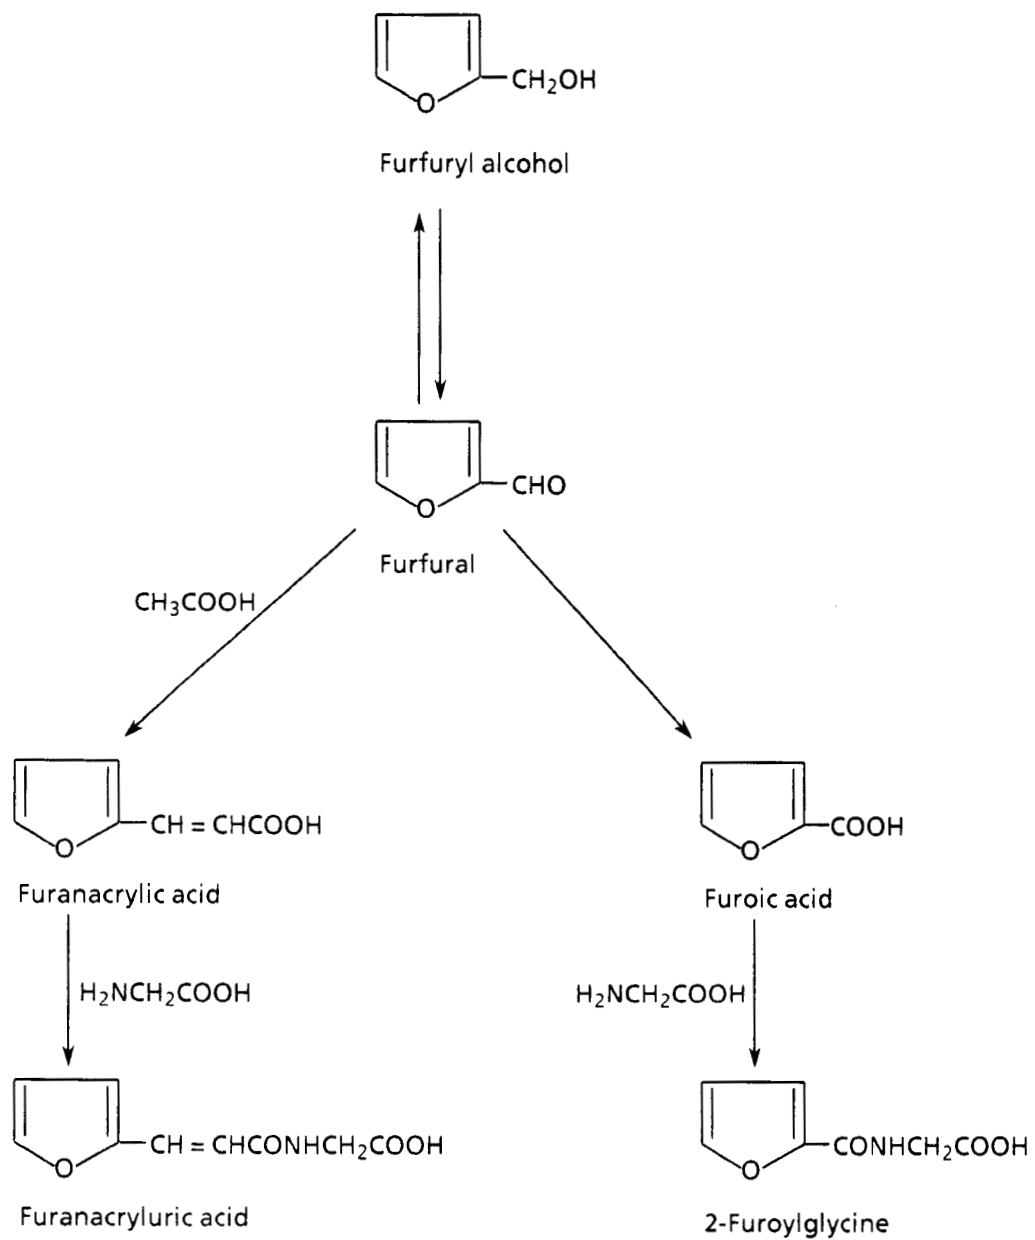 CH₂OH
O
Furfuryl alcohol
CHO
O
Furfural
CH₃COOH
CH = CHCOOH
O
COOH
O
Furanacrylic acid
Furoic acid
H₂NCH₂COOH
H₂NCH₂COOH
CH = CHCONHCH₂COOH
O
CONHCH₂COOH
O
Furanacryluric acid
2-Furoylglycine